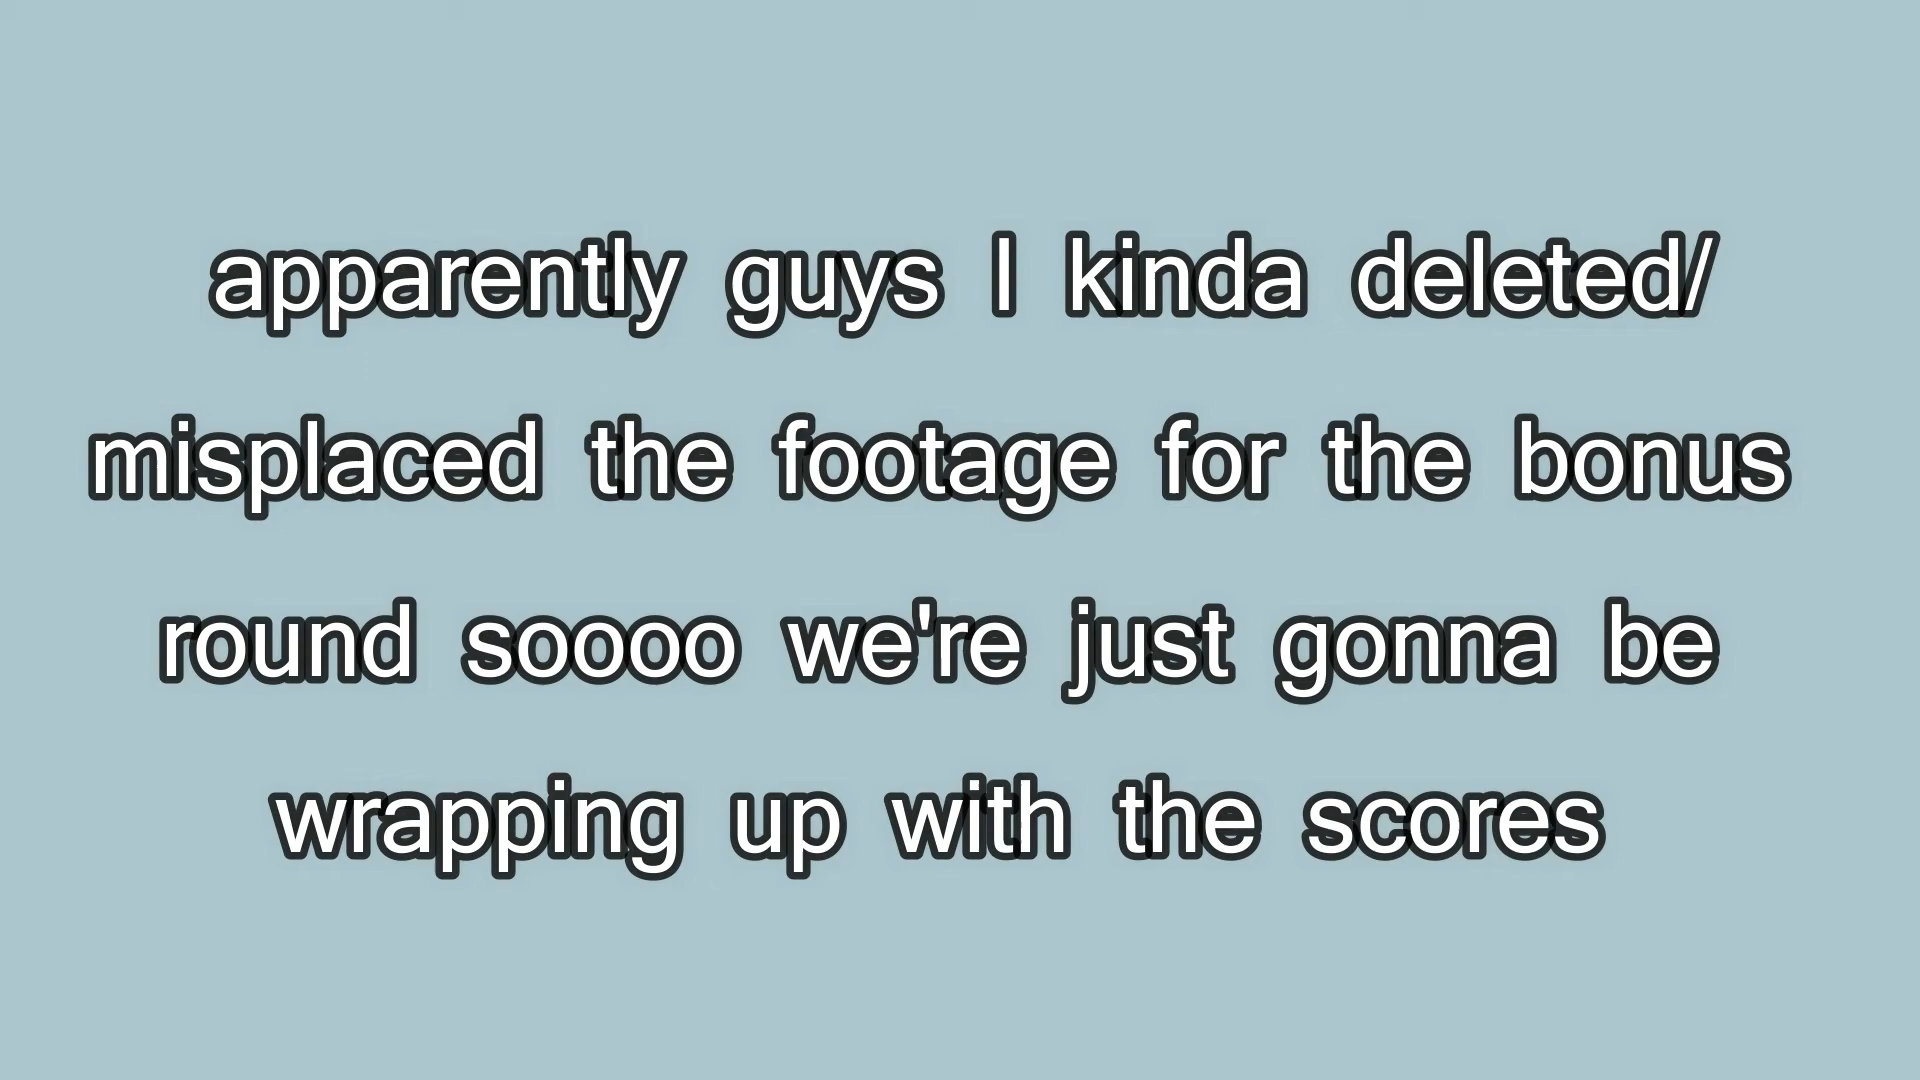 apparently guys I kinda deleted/
misplaced the footage for the bonus
round soooo we're just gonna be
wrapping up with the scores